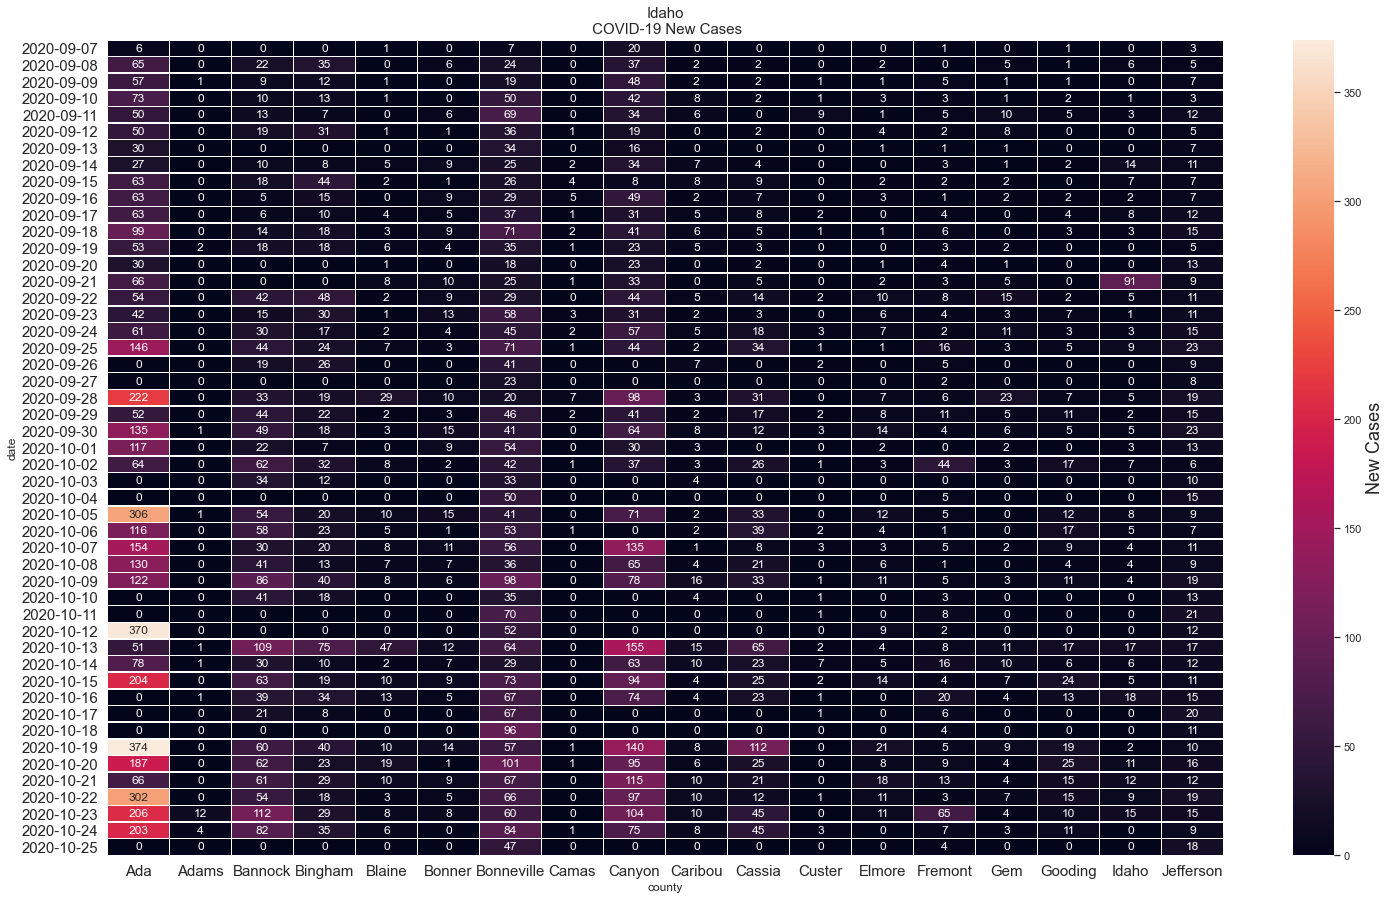 Idaho
COVID-19 New Cases
2020-09-07 6 0 0 0 1 0 7 0 20 0 0 0 0 1 0 1 0 3
2020-09-08 65 0 22 35 0 6 24 0 37 2 2 0 2 0 5 1 6 5
2020-09-09 57 1 9 12 1 0 19 0 48 2 2 1 1 5 1 1 0 7
2020-09-10 73 0 10 13 1 0 50 0 42 8 2 1 3 3 1 2 1 3
2020-09-11 50 0 13 7 0 6 69 0 34 6 0 9 1 5 10 5 3 12
2020-09-12 50 0 19 31 1 1 36 1 19 0 2 0 4 2 8 0 0 5
2020-09-13 30 0 0 0 0 0 34 0 16 0 0 0 1 1 1 0 0 7
2020-09-14 27 0 10 8 5 9 25 2 34 7 4 0 0 3 1 2 14 11
2020-09-15 63 0 18 44 2 1 26 4 8 8 9 0 2 2 2 0 7 7
2020-09-16 63 0 5 15 0 9 29 5 49 2 7 0 3 1 2 2 2 7
2020-09-17 63 0 6 10 4 5 37 1 31 5 8 2 0 4 0 4 8 12
2020-09-18 99 0 14 18 3 9 71 2 41 6 5 1 1 6 0 3 3 15
2020-09-19 53 2 18 18 6 4 35 1 23 5 3 0 0 3 2 0 0 5
2020-09-20 30 0 0 0 1 0 18 0 23 0 2 0 1 4 1 0 0 13
2020-09-21 66 0 0 0 8 10 25 1 33 0 5 0 2 3 5 0 91 9
2020-09-22 54 0 42 48 2 9 29 0 44 5 14 2 10 8 15 2 5 11
2020-09-23 42 0 15 30 1 13 58 3 31 2 3 0 6 4 3 7 1 11
2020-09-24 61 0 30 17 2 4 45 2 57 5 18 3 7 2 11 3 3 15
2020-09-25 146 0 44 24 7 3 71 1 44 2 34 1 1 16 3 5 9 23
2020-09-26 0 0 19 26 0 0 41 0 0 7 0 2 0 5 0 0 0 9
2020-09-27 0 0 0 0 0 0 23 0 0 0 0 0 0 2 0 0 0 8
2020-09-28 222 0 33 19 29 10 20 7 98 3 31 0 7 6 23 7 5 19
2020-09-29 52 0 44 22 2 3 46 2 41 2 17 2 8 11 5 11 2 15
2020-09-30 135 1 49 18 3 15 41 0 64 8 12 3 14 4 6 5 5 23
2020-10-01 117 0 22 7 0 9 54 0 30 3 0 0 2 0 2 0 3 13
2020-10-02 64 0 62 32 8 2 42 1 37 3 26 1 3 44 3 17 7 6
2020-10-03 0 0 34 12 0 0 33 0 0 4 0 0 0 0 0 0 0 10
2020-10-04 0 0 0 0 0 0 50 0 0 0 0 0 0 5 0 0 0 15
2020-10-05 306 1 54 20 10 15 41 0 71 2 33 0 12 5 0 12 8 9
2020-10-06 116 0 58 23 5 1 53 1 0 2 39 2 4 1 0 17 5 7
2020-10-07 154 0 30 20 8 11 56 0 135 1 8 3 3 5 2 9 4 11
2020-10-08 130 0 41 13 7 7 36 0 65 4 21 0 6 1 0 4 4 9
2020-10-09 122 0 86 40 8 6 98 0 78 16 33 1 11 5 3 11 4 19
2020-10-10 0 0 41 18 0 0 35 0 0 4 0 1 0 3 0 0 0 13
2020-10-11 0 0 0 0 0 0 70 0 0 0 0 1 0 8 0 0 0 21
2020-10-12 370 0 0 0 0 0 52 0 0 0 0 0 9 2 0 0 0 12
2020-10-13 51 1 109 75 47 12 64 0 155 15 65 2 4 8 11 17 17 17
2020-10-14 78 1 30 10 2 7 29 0 63 10 23 7 5 16 10 6 6 12
2020-10-15 204 0 63 19 10 9 73 0 94 4 25 2 14 4 7 24 5 11
2020-10-16 0 1 39 34 13 5 67 0 74 4 23 1 0 20 4 13 18 15
2020-10-17 0 0 21 8 0 0 67 0 0 0 0 1 0 6 0 0 0 20
2020-10-18 0 0 0 0 0 0 96 0 0 0 0 0 0 4 0 0 0 11
2020-10-19 374 0 60 40 10 14 57 1 140 8 112 0 21 5 9 19 2 10
2020-10-20 187 0 62 23 19 1 101 1 95 6 25 0 8 9 4 25 11 16
2020-10-21 66 0 61 29 10 9 67 0 115 10 21 0 18 13 4 15 12 12
2020-10-22 302 0 54 18 3 5 66 0 97 10 12 1 11 3 7 15 9 19
2020-10-23 206 12 112 29 8 8 60 0 104 10 45 0 11 65 4 10 15 15
2020-10-24 203 4 82 35 6 0 84 1 75 8 45 3 0 7 3 11 0 9
2020-10-25 0 0 0 0 0 0 47 0 0 0 0 0 0 4 0 0 0 18
Ada Adams Bannock Bingham Blaine Bonner Bonneville Camas Canyon Caribou Cassia Custer Elmore Fremont Gem Gooding Idaho Jefferson
county
date
350
300
250
200
150
100
50
0
New Cases